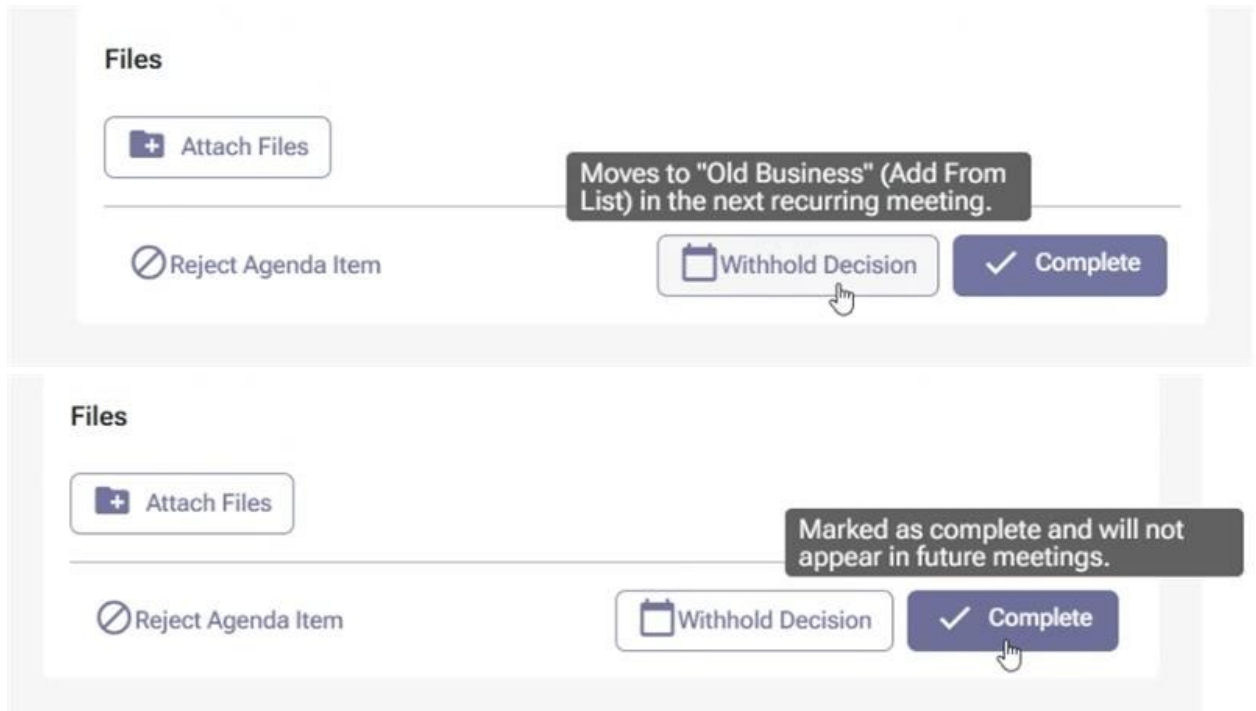 Files
Attach Files
Moves to "Old Business" (Add From
List) in the next recurring meeting.
Reject Agenda Item
Withhold Decision
Complete
Files
Attach Files
Marked as complete and will not
appear in future meetings.
Reject Agenda Item
Withhold Decision
Complete